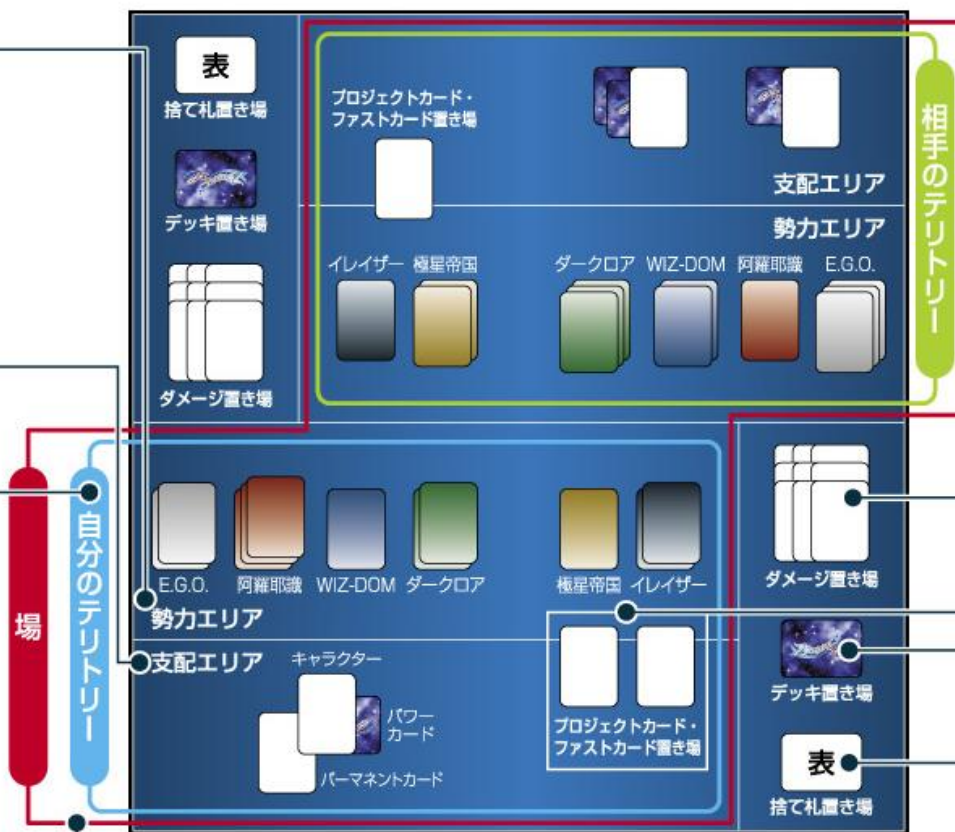 表
捨て札置き場
デッキ置き場
ダメージ置き場
プロジェクトカード・
ファストカード置き場
支配エリア
勢力エリア
イレイザー 極星帝国
ダークロア WIZ-DOM 阿羅耶識 E.G.O.
相手のテリトリー
場
自分のテリトリー
E.G.O. 阿羅耶識 WIZ-DOM ダークロア
極星帝国 イレイザー
勢力エリア
支配エリア
キャラクター
パワー
カード
パーマネントカード
プロジェクトカード・
ファストカード置き場
ダメージ置き場
デッキ置き場
表
捨て札置き場